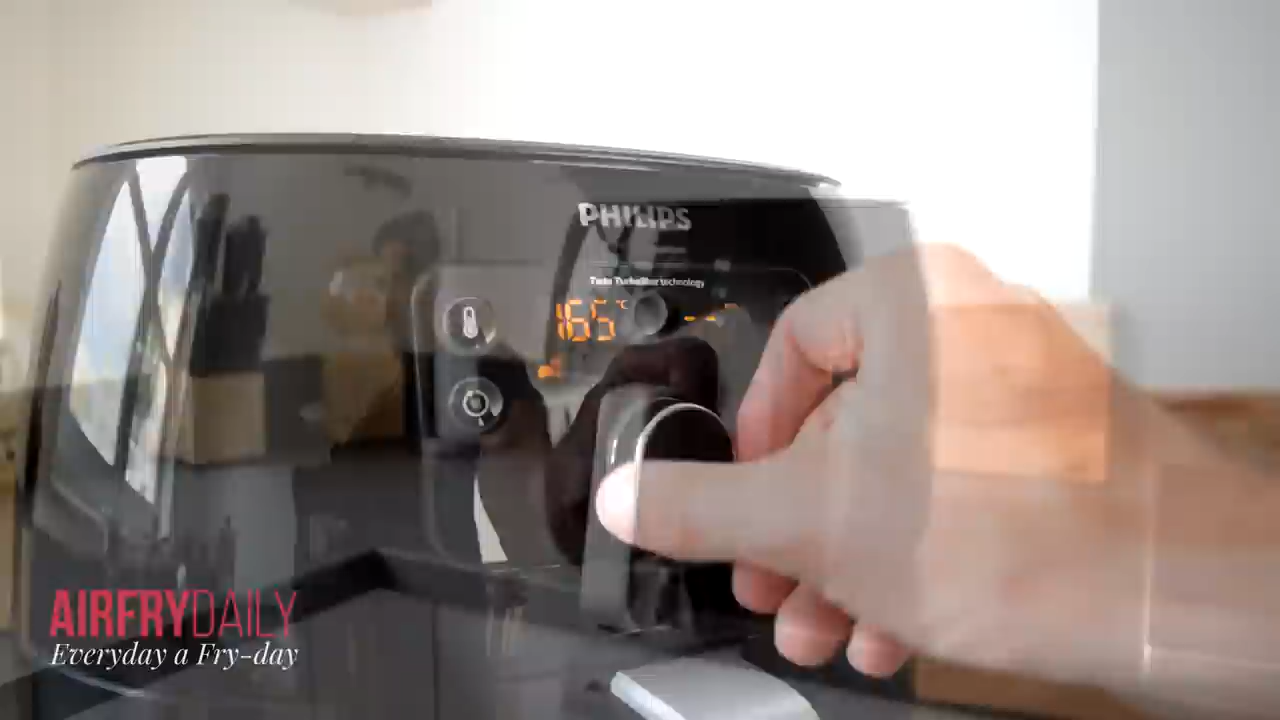 PHILIPS
Twin TurboStar technology
165°C
--
AIRFRYDAILY
Everyday a Fry-day